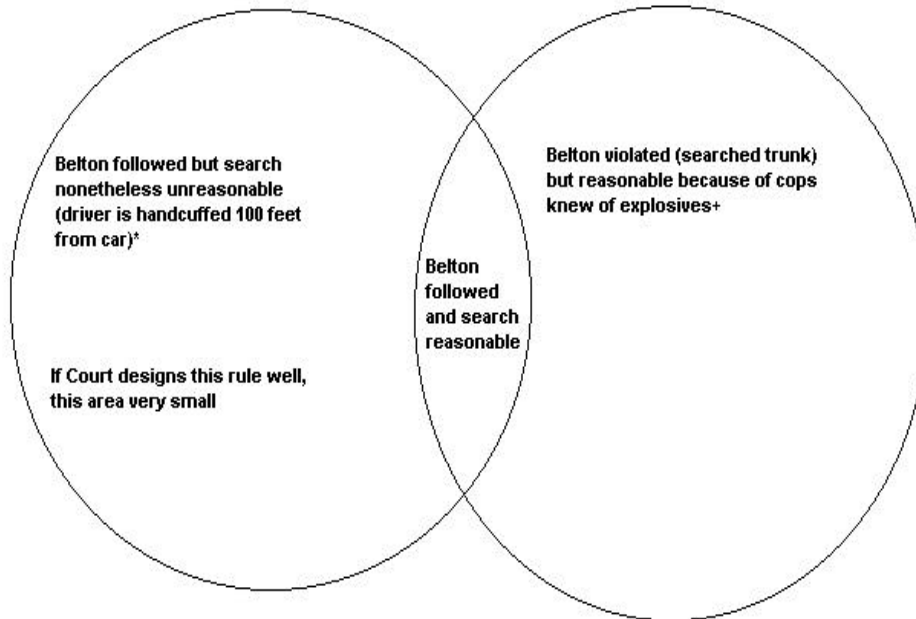 Belton followed but search
nonetheless unreasonable
(driver is handcuffed 100 feet
from car)*
If Court designs this rule well,
this area very small
Belton
followed
and search
reasonable
Belton violated (searched trunk)
but reasonable because of cops
knew of explosives+